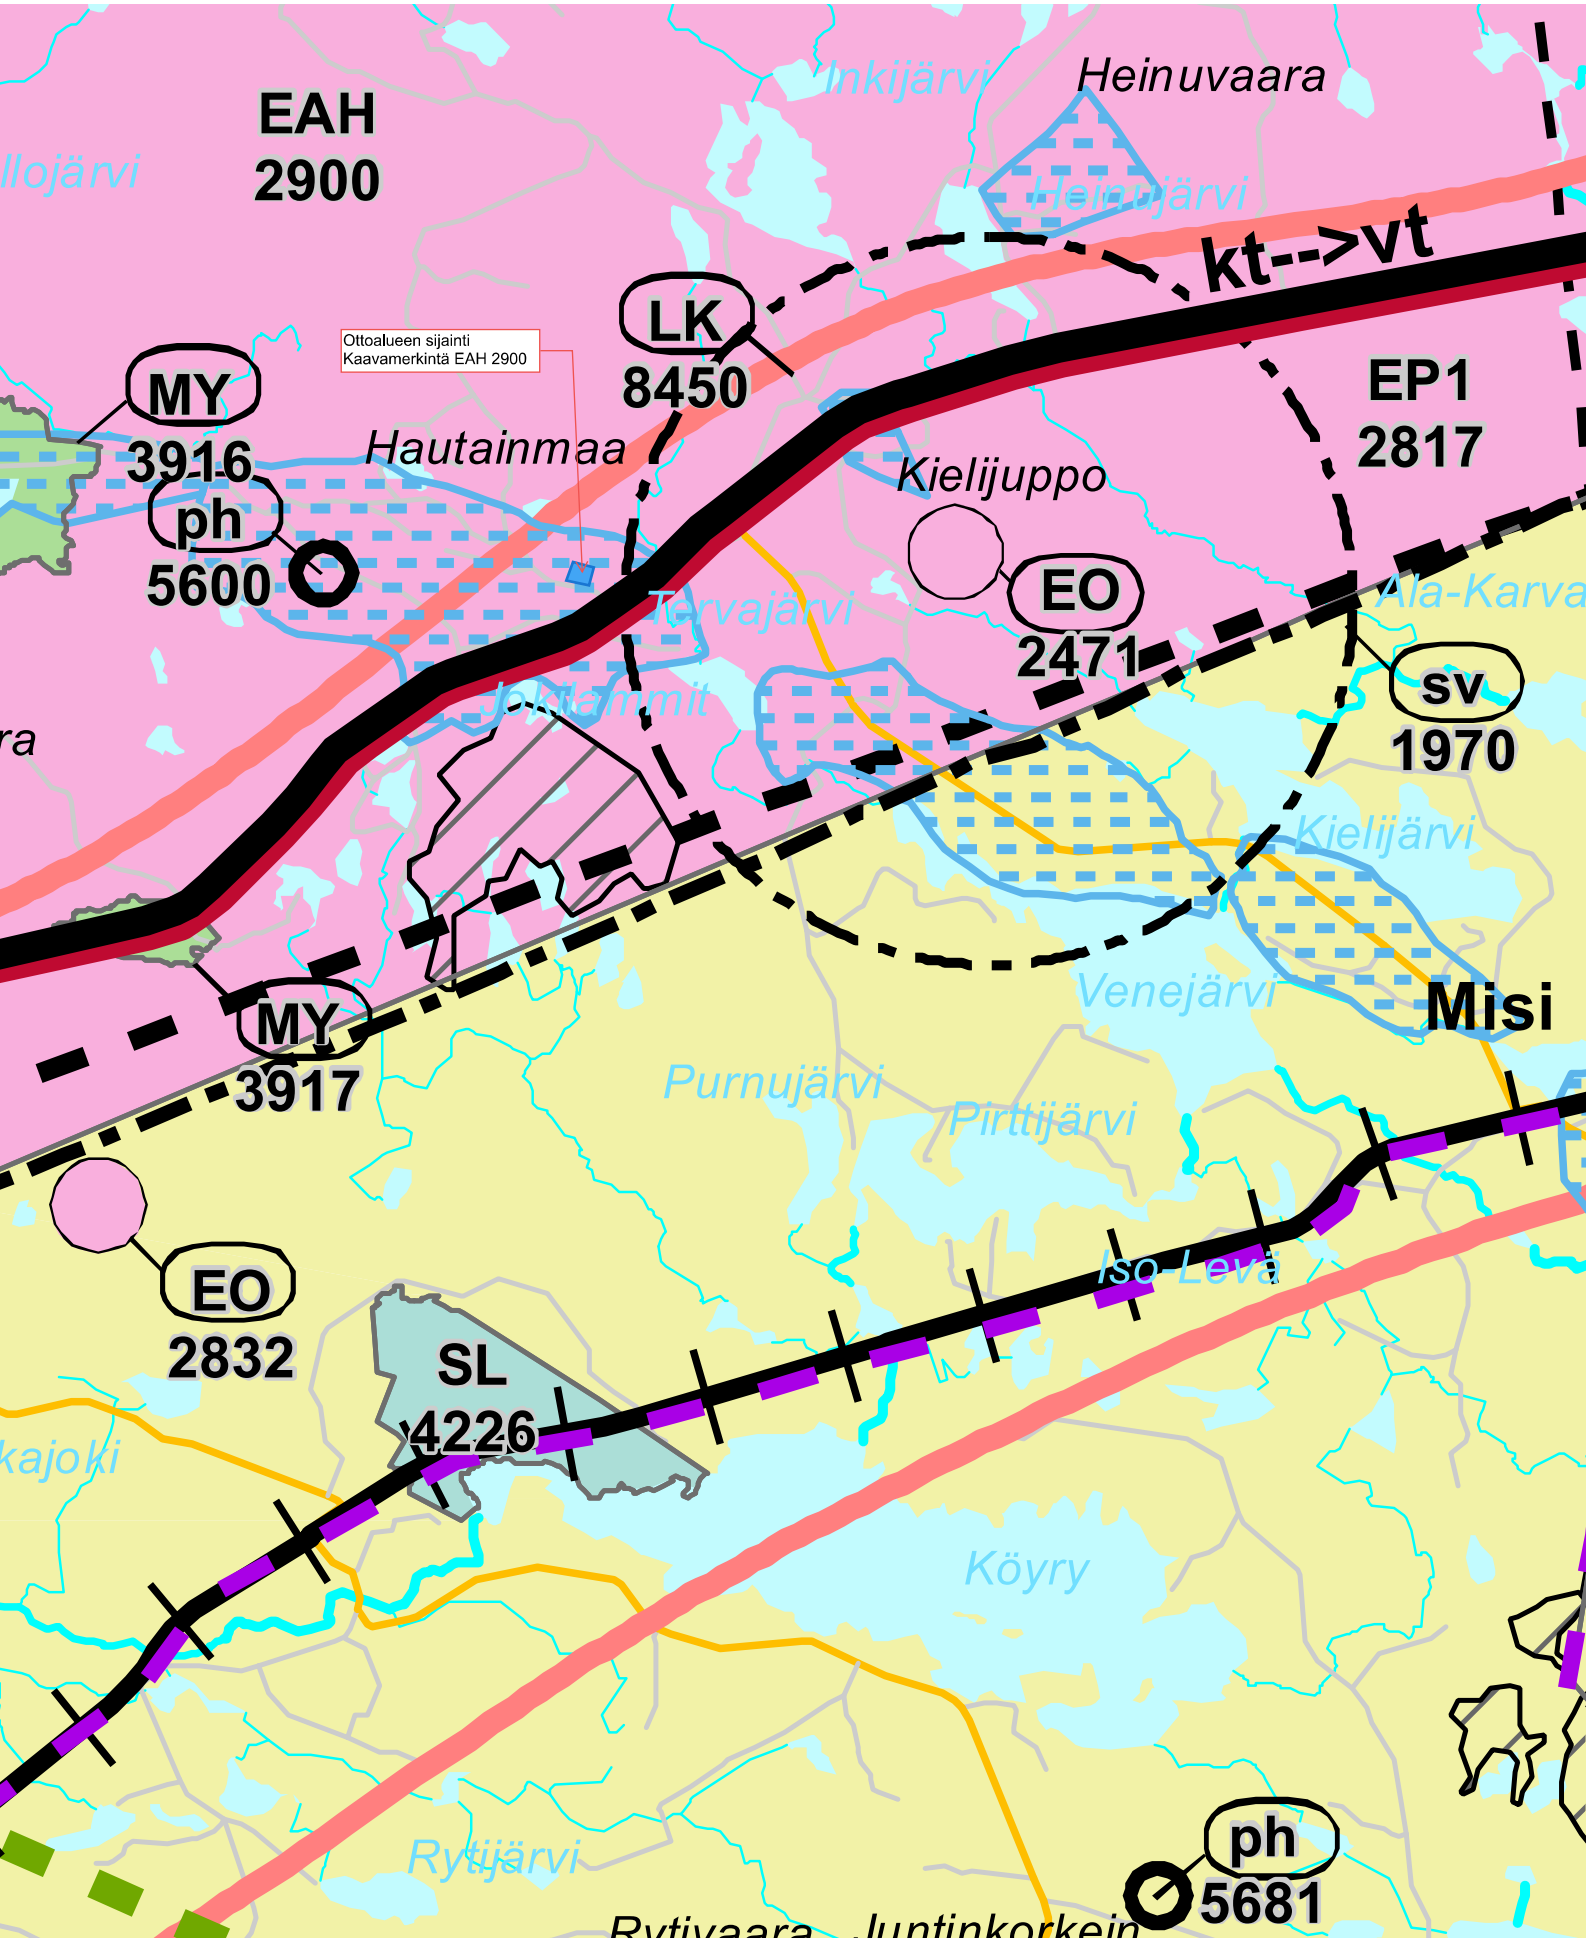 Inkijärvi
Heinuvaara
EAH
2900
llojärvi
Heinujärvi
kt-->vt
LK
8450
Ottoalueen sijainti
Kaavamerkintä EAH 2900
MY
3916
EP1
2817
Hautainmaa
Kielijuppo
ph
5600
EO
2471
Tervajärvi
Ala-Karva
sv
1970
Jokilammit
ra
Kielijärvi
Venejärvi
Misi
MY
3917
Purnujärvi
Pirttijärvi
EO
2832
Iso-Levä
SL
4226
kajoki
Köyry
Rytijärvi
ph
5681
Rytivaara
Juntinkorkein